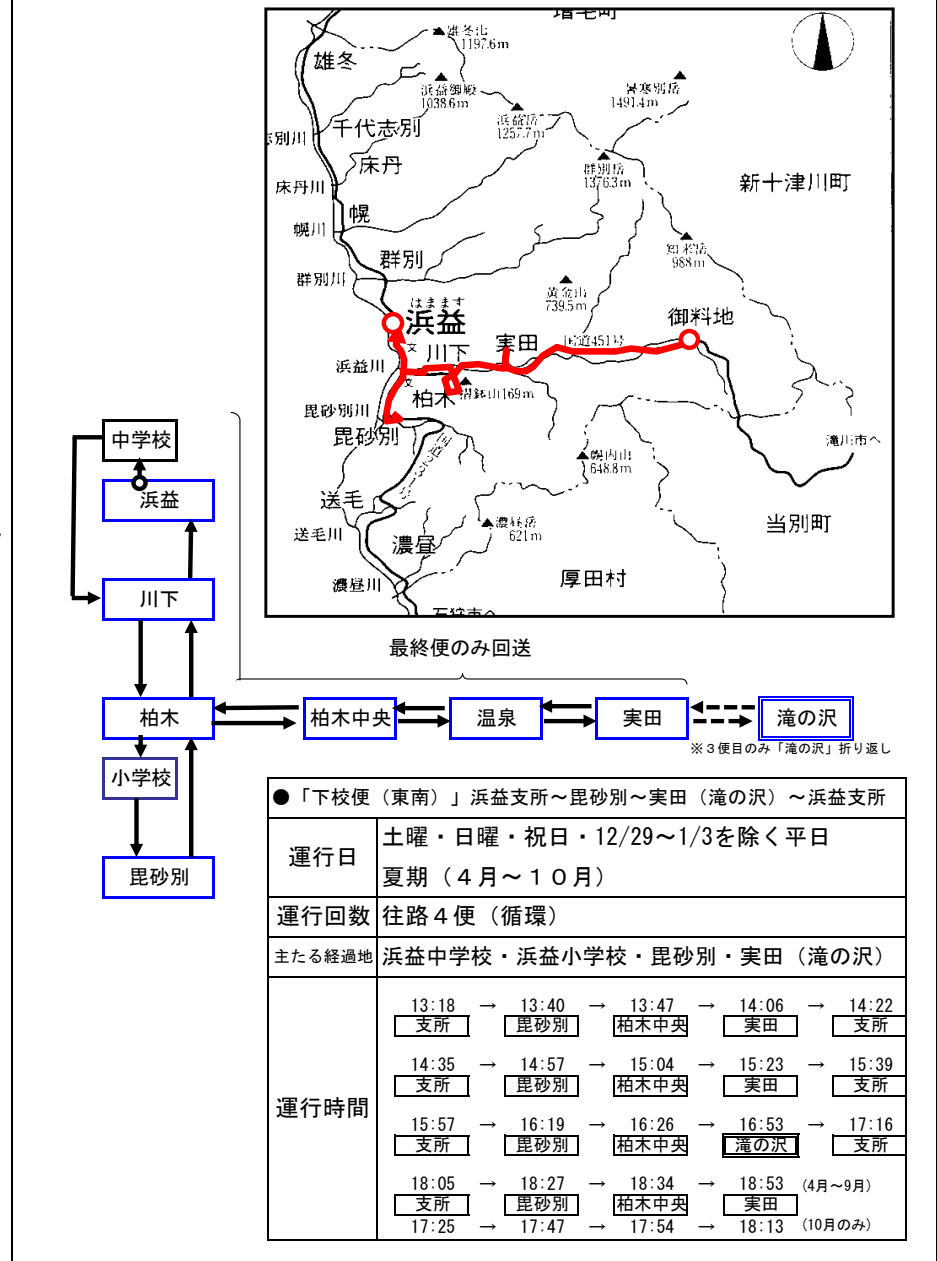 増毛町
雄冬
1197.6m
浜益御殿
1038.6m
浜益岳
1257.7m
暑寒別岳
1491.4m
千代志別
志別川
床丹
床丹川
群別岳
1376.3m
新十津川町
幌
幌川
群別
群別川
知来岳
988m
黄金山
739.5m
はまます
浜益
御料地
国道451号
実田
川下
文
浜益川
文
柏木
摺鉢山169m
毘砂別川
毘砂別
国道231号
幌内山
648.8m
滝川市へ
送毛
送毛川
濃昼岳
621m
濃昼
当別町
濃昼川
厚田村
石狩市へ
中学校
浜益
川下
最終便のみ回送
柏木
柏木中央
温泉
実田
滝の沢
※3便目のみ「滝の沢」折り返し
小学校
毘砂別
●「下校便(東南)」浜益支所~毘砂別~実田(滝の沢)~浜益支所
運行日
土曜・日曜・祝日・12/29~1/3を除く平日
夏期(4月~10月)
運行回数 往路4便(循環)
主たる経過地 浜益中学校・浜益小学校・毘砂別・実田(滝の沢)
運行時間
13:18 → 13:40 → 13:47 → 14:06 → 14:22
支所 毘砂別 柏木中央 実田 支所
14:35 → 14:57 → 15:04 → 15:23 → 15:39
支所 毘砂別 柏木中央 実田 支所
15:57 → 16:19 → 16:26 → 16:53 → 17:16
支所 毘砂別 柏木中央 滝の沢 支所
18:05 → 18:27 → 18:34 → 18:53 (4月~9月)
支所 毘砂別 柏木中央 実田
17:25 → 17:47 → 17:54 → 18:13 (10月のみ)